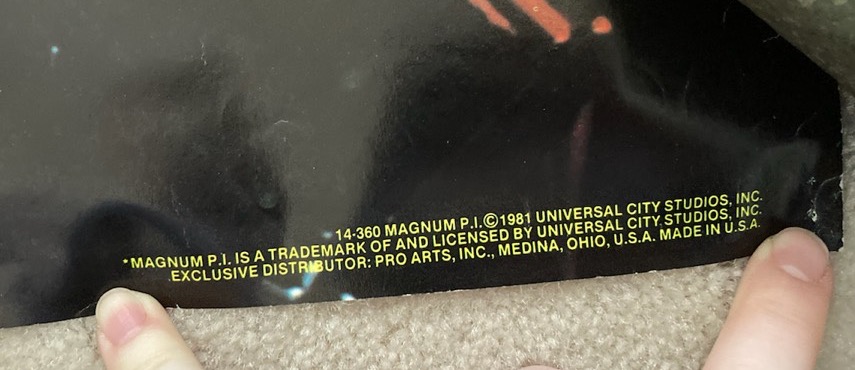 14-360 MAGNUM P.I.©1981 UNIVERSAL CITY STUDIOS, INC.
*MAGNUM P.I. IS A TRADEMARK OF AND LICENSED BY UNIVERSAL CITY STUDIOS, INC.
EXCLUSIVE DISTRIBUTOR: PRO ARTS, INC., MEDINA, OHIO, U.S.A. MADE IN U.S.A.